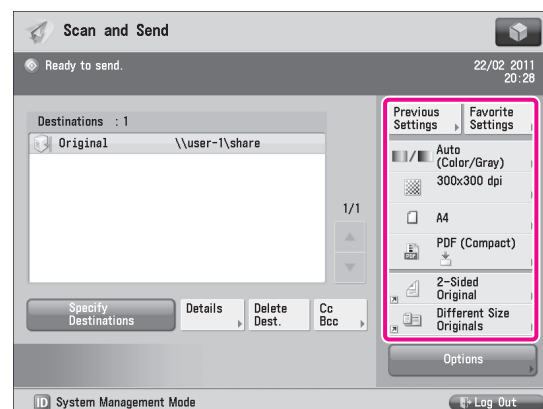 Scan and Send
Ready to send.
22/02 2011
20:28
Destinations : 1
Original \\user-1\share
1/1
Specify
Destinations
Details
Delete
Dest.
Cc
Bcc
Previous
Settings
Favorite
Settings
Auto
(Color/Gray)
300x300 dpi
A4
PDF
PDF (Compact)
2-Sided
Original
Different Size
Originals
Options
ID System Management Mode
Log Out